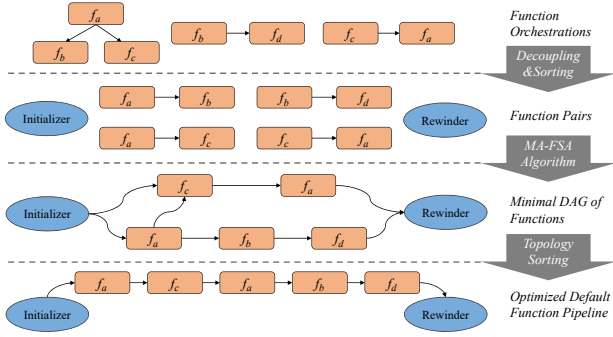 fa
Function
Orchestrations
fb fd fc fa
fb fc
Decoupling
&Sorting
fa fb fb fd
Initializer Rewinder
Function Pairs
fa fc fc fa
MA-FSA
Algorithm
fc fa
Minimal DAG of
Functions
Initializer Rewinder
fa fb fd
Topology
Sorting
fa fc fa fb fd
Optimized Default
Function Pipeline
Initializer Rewinder